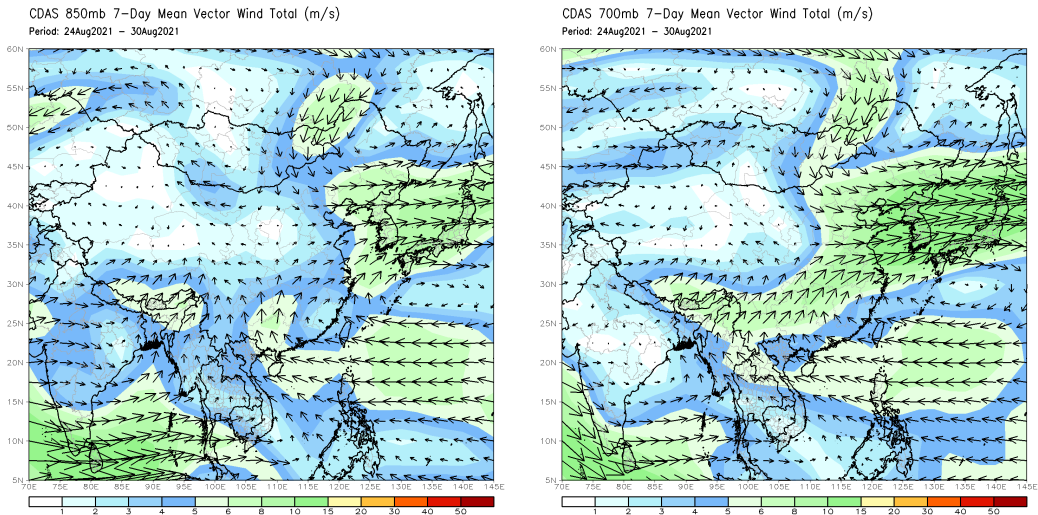 CDAS 850mb 7-Day Mean Vector Wind Total (m/s)
Period: 24Aug2021 – 30Aug2021
60N
55N
50N
45N
40N
35N
30N
25N
20N
15N
10N
5N
70E 75E 80E 85E 90E 95E 100E 105E 110E 115E 120E 125E 130E 135E 140E 145E
1 2 3 4 5 6 8 10 15 20 30 40 50
CDAS 700mb 7-Day Mean Vector Wind Total (m/s)
Period: 24Aug2021 – 30Aug2021
60N
55N
50N
45N
40N
35N
30N
25N
20N
15N
10N
5N
70E 75E 80E 85E 90E 95E 100E 105E 110E 115E 120E 125E 130E 135E 140E 145E
1 2 3 4 5 6 8 10 15 20 30 40 50